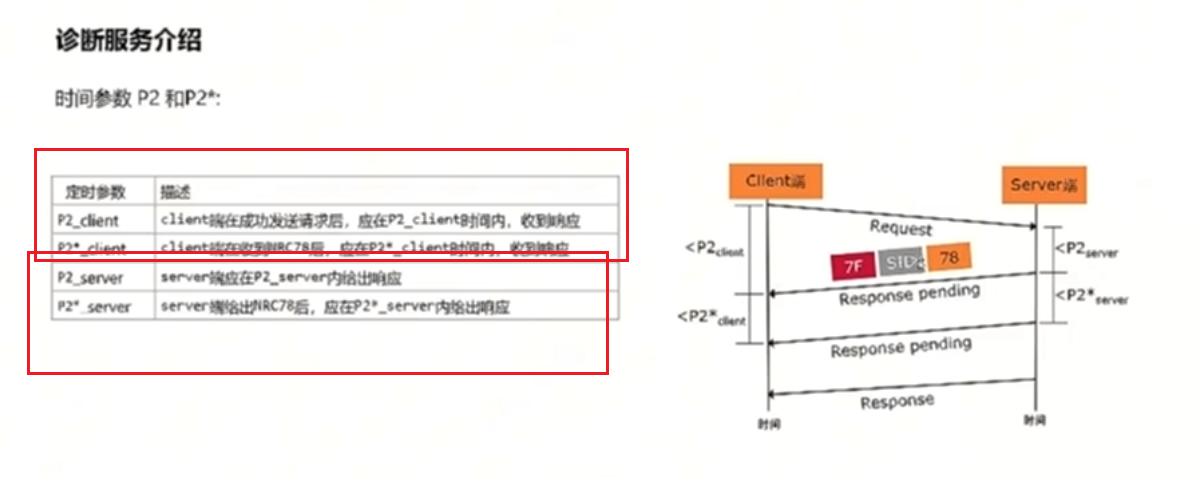 诊断服务介绍
时间参数 P2 和P2*:
定时参数 描述
P2_client client端在成功发送请求后，应在P2_client时间内，收到响应
P2*_client client端在收到NRC78后，应在P2*_client时间内，收到响应
P2_server server端应在P2_server内给出响应
P2*_server server端给出NRC78后，应在P2*_server内给出响应
Client端
Server端
Request
<P2client
<P2server
7F SID 78
Response pending
<P2*server
<P2*client
Response pending
Response
时间
时间